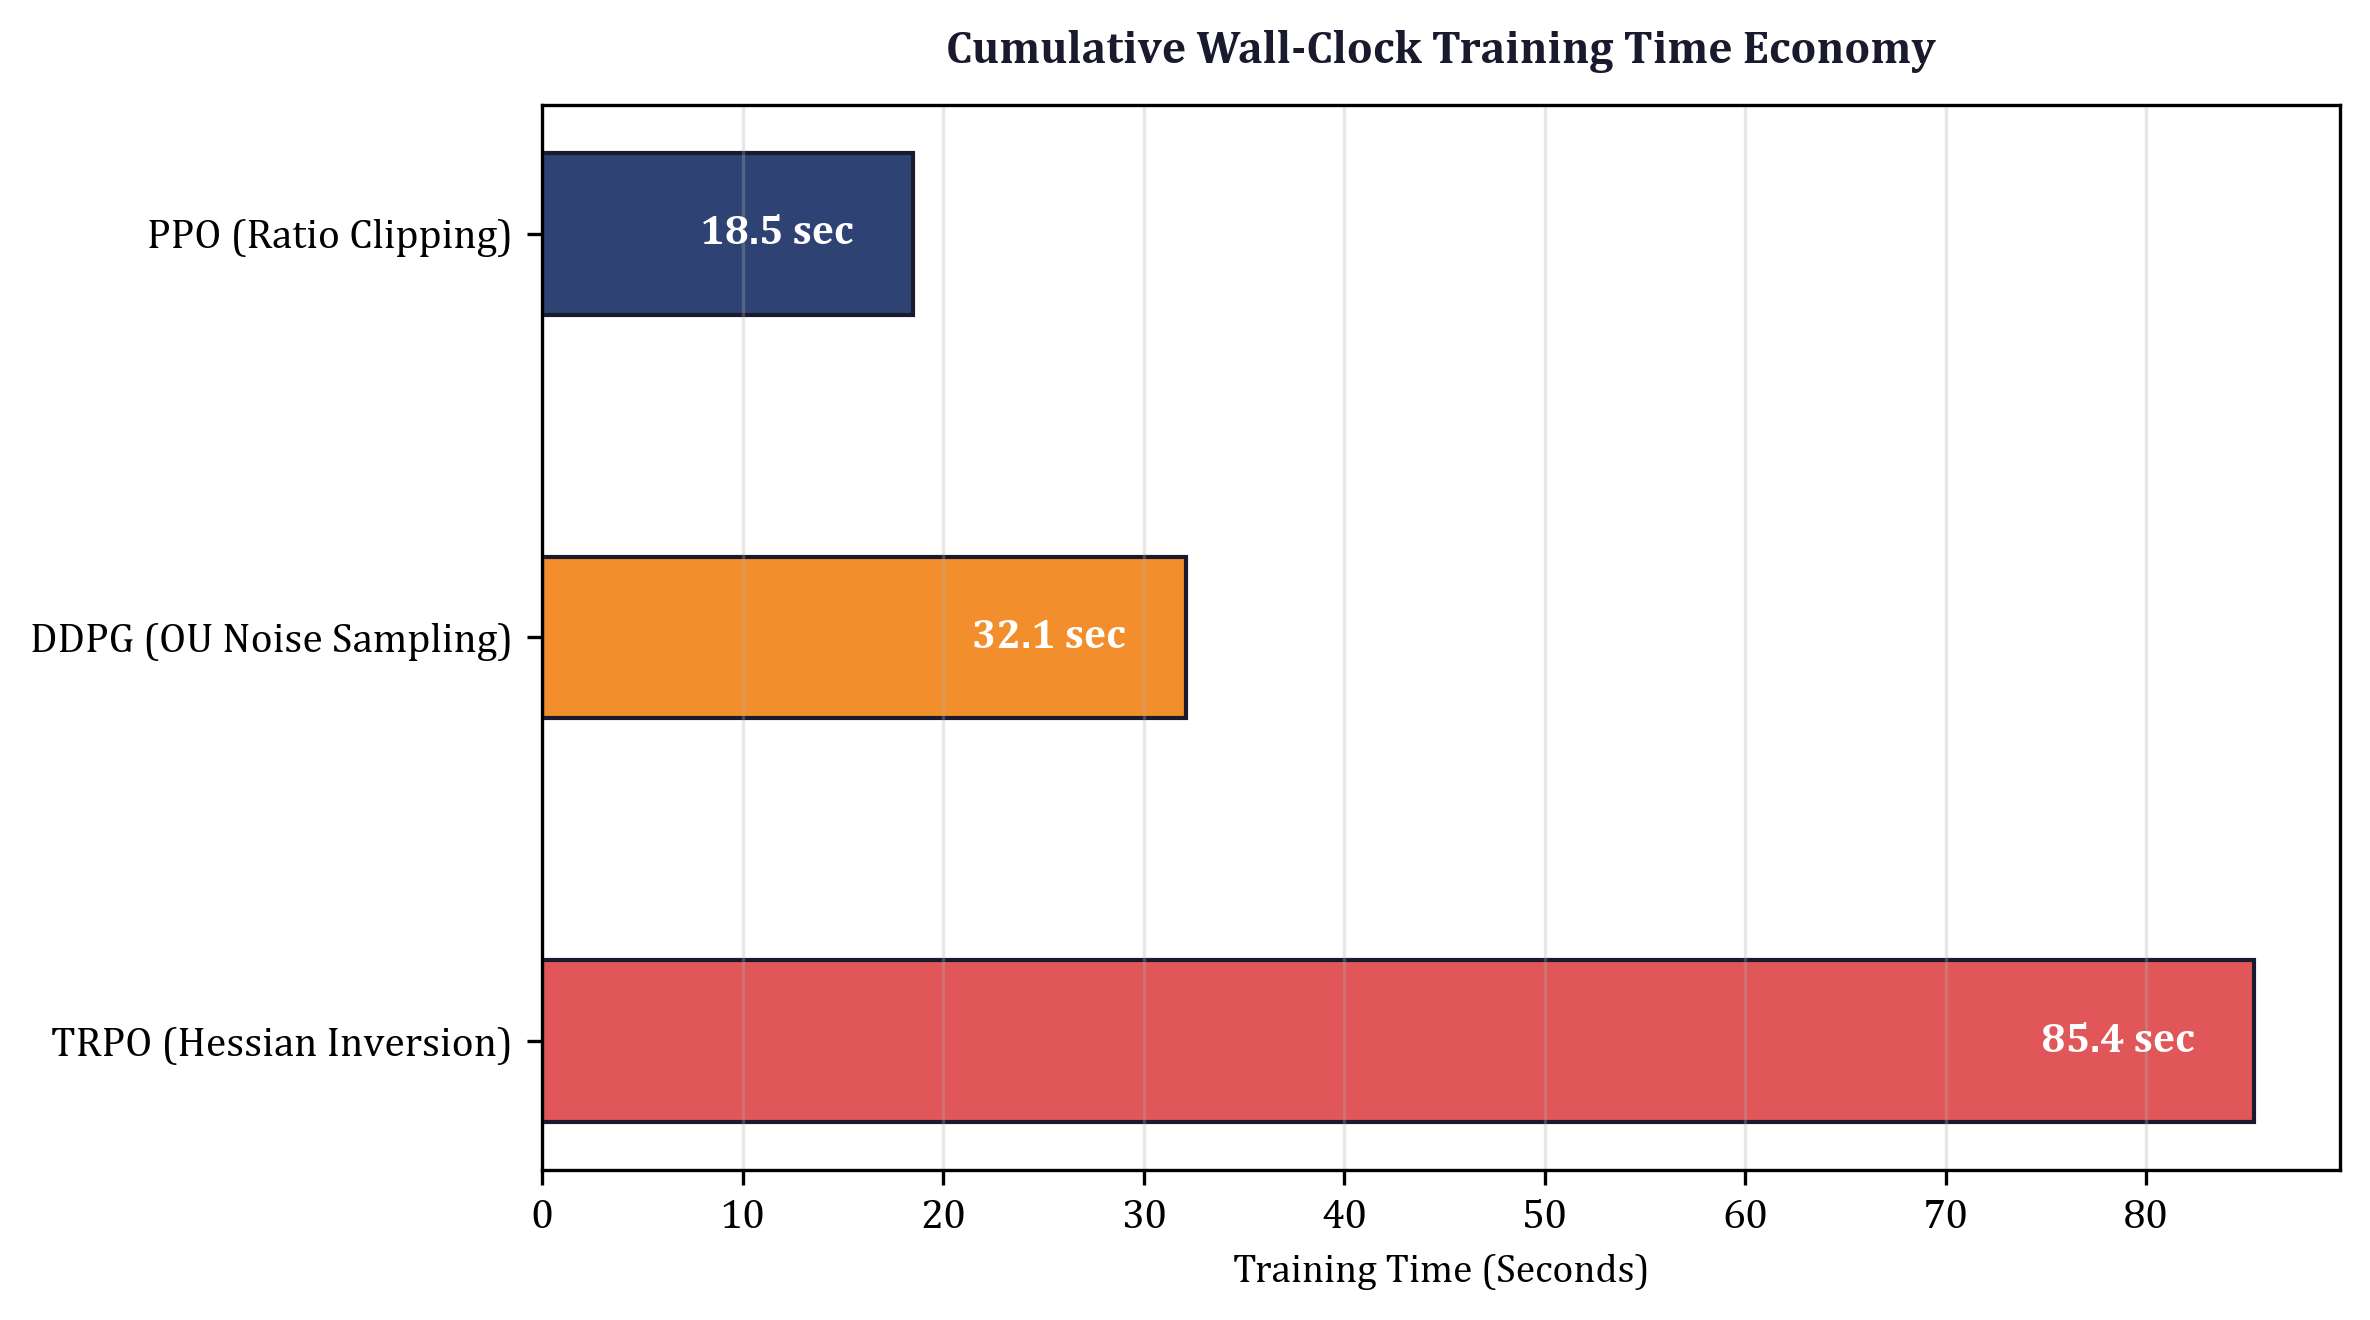 Cumulative Wall-Clock Training Time Economy
PPO (Ratio Clipping)
18.5 sec
DDPG (OU Noise Sampling)
32.1 sec
TRPO (Hessian Inversion)
85.4 sec
0 10 20 30 40 50 60 70 80
Training Time (Seconds)